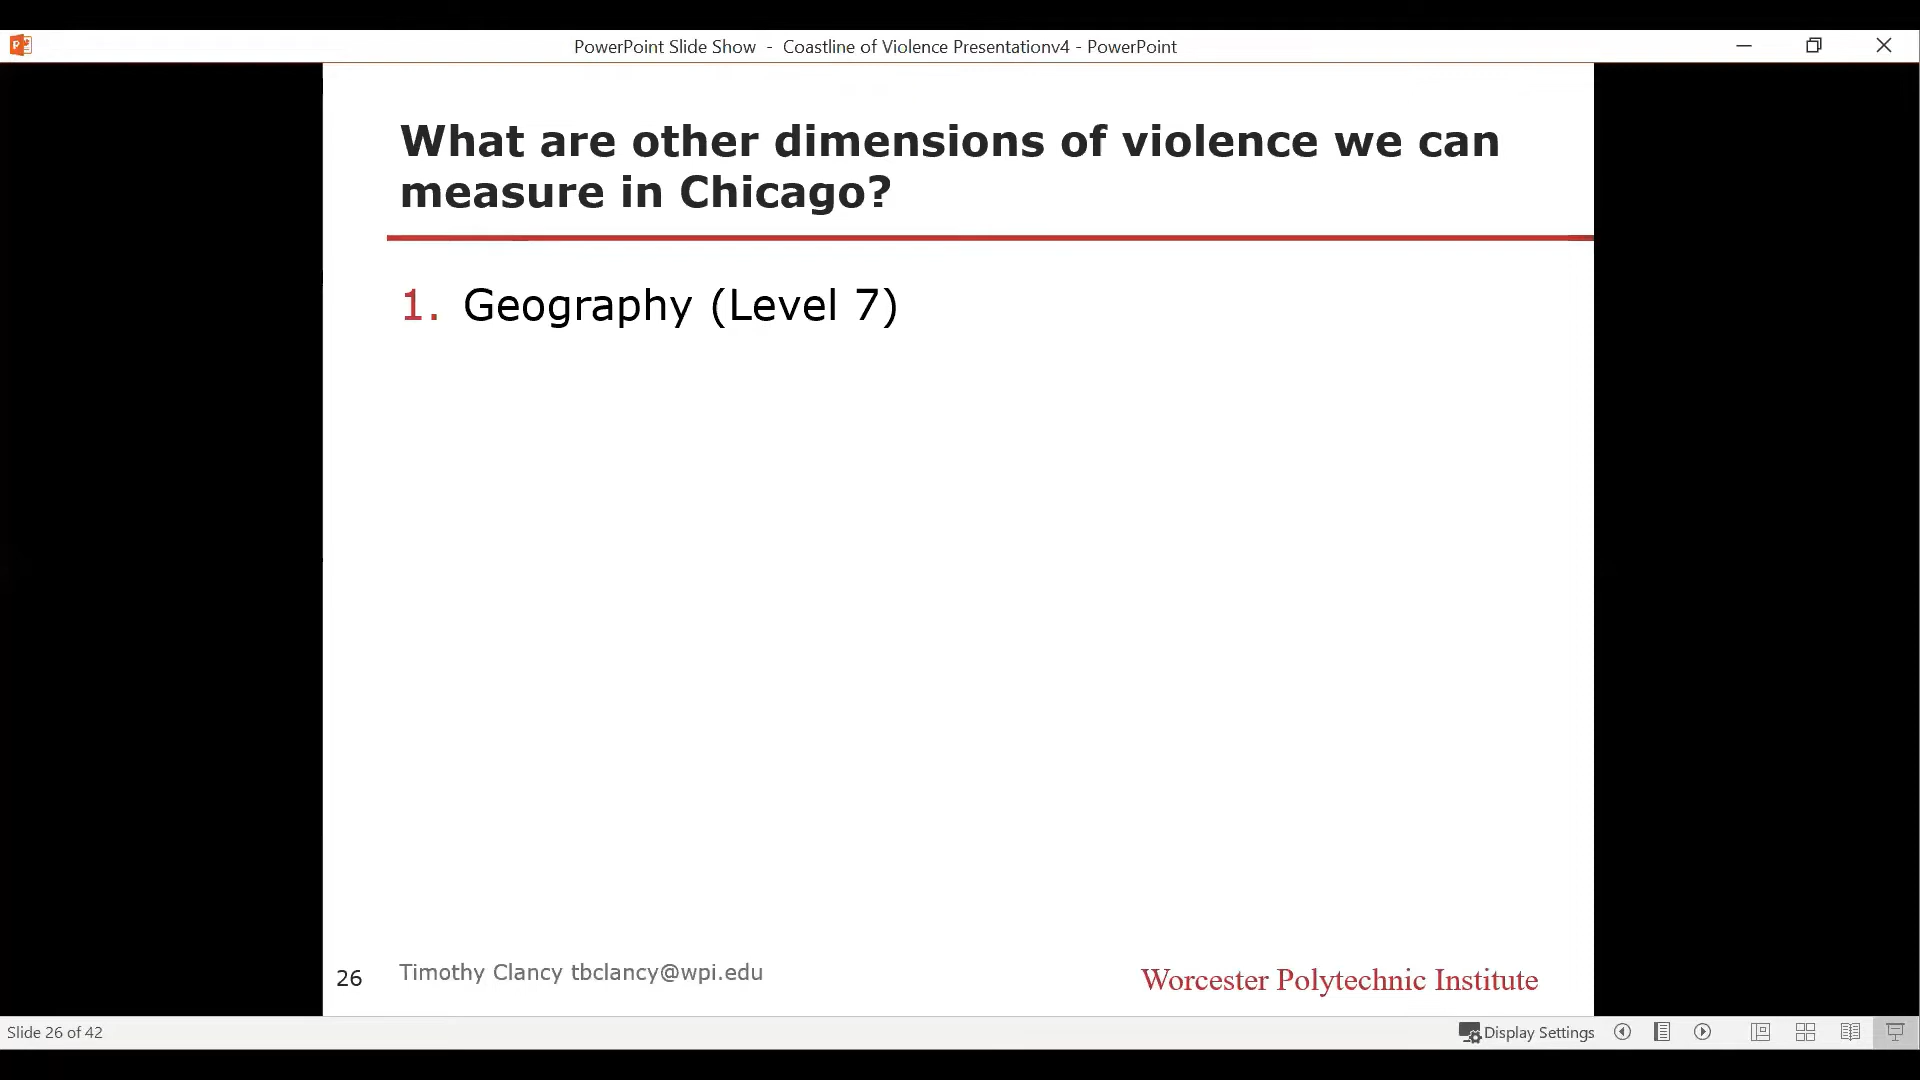 PowerPoint Slide Show - Coastline of Violence Presentationv4 - PowerPoint
What are other dimensions of violence we can
measure in Chicago?
1. Geography (Level 7)
26
Timothy Clancy tbclancy@wpi.edu
Worcester Polytechnic Institute
Slide 26 of 42
Display Settings